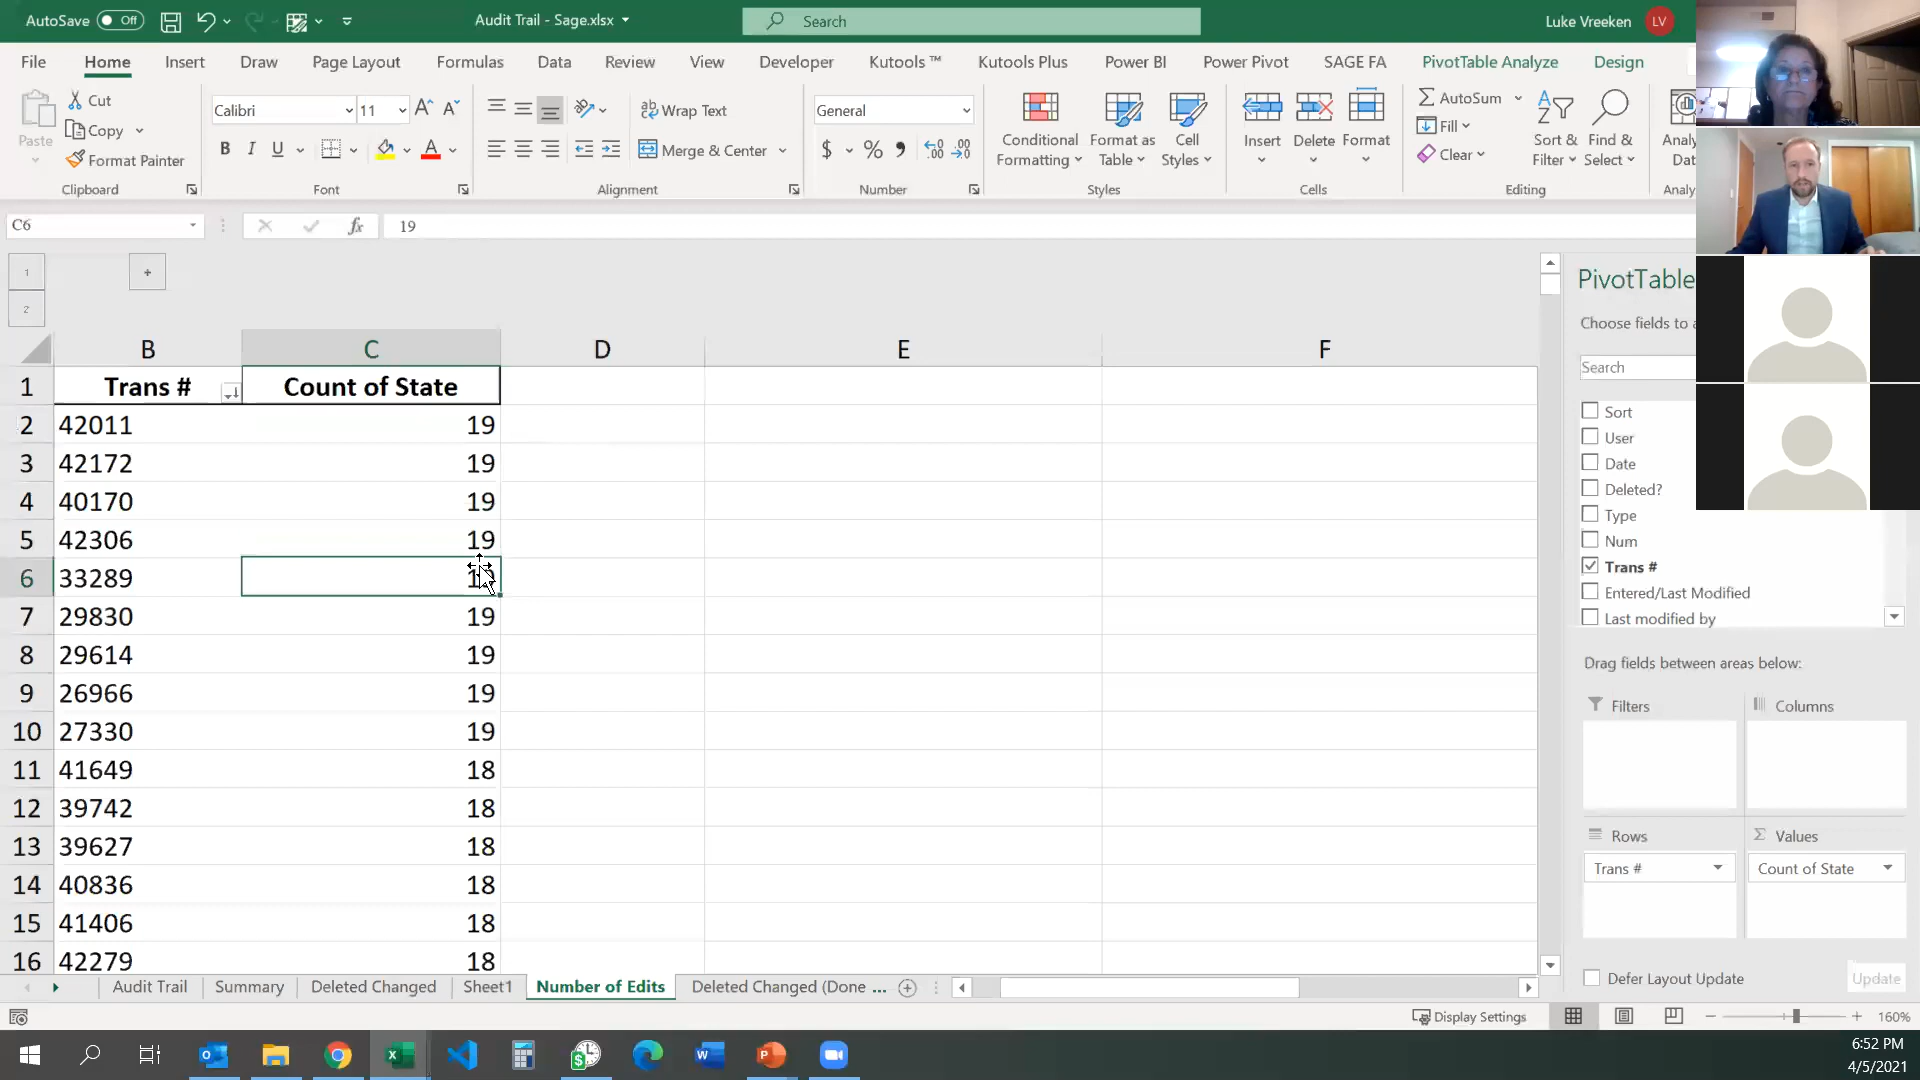 AutoSave Off Audit Trail - Sage.xlsx Search Luke Vreeken LV
File Home Insert Draw Page Layout Formulas Data Review View Developer Kutools ™ Kutools Plus Power BI Power Pivot SAGE FA PivotTable Analyze Design
Paste Cut Copy Format Painter Clipboard
Calibri 11 B I U A Font
ab Wrap Text Merge & Center Alignment
General $ % Number
Conditional Formatting Format as Table Cell Styles Styles
Insert Delete Format Cells
AutoSum Fill Clear Sort & Filter Find & Select Editing
C6 fx 19
1
2
+
B C D E F
1 Trans # Count of State
2 42011 19
3 42172 19
4 40170 19
5 42306 19
6 33289 19
7 29830 19
8 29614 19
9 26966 19
10 27330 19
11 41649 18
12 39742 18
13 39627 18
14 40836 18
15 41406 18
16 42279 18
PivotTable
Choose fields to
Search
Sort
User
Date
Deleted?
Type
Num
Trans #
Entered/Last Modified
Last modified by
Drag fields between areas below:
Filters Columns
Rows Σ Values
Trans # Count of State
Defer Layout Update Update
Audit Trail Summary Deleted Changed Sheet1 Number of Edits Deleted Changed (Done ...
Display Settings 160%
6:52 PM
4/5/2021